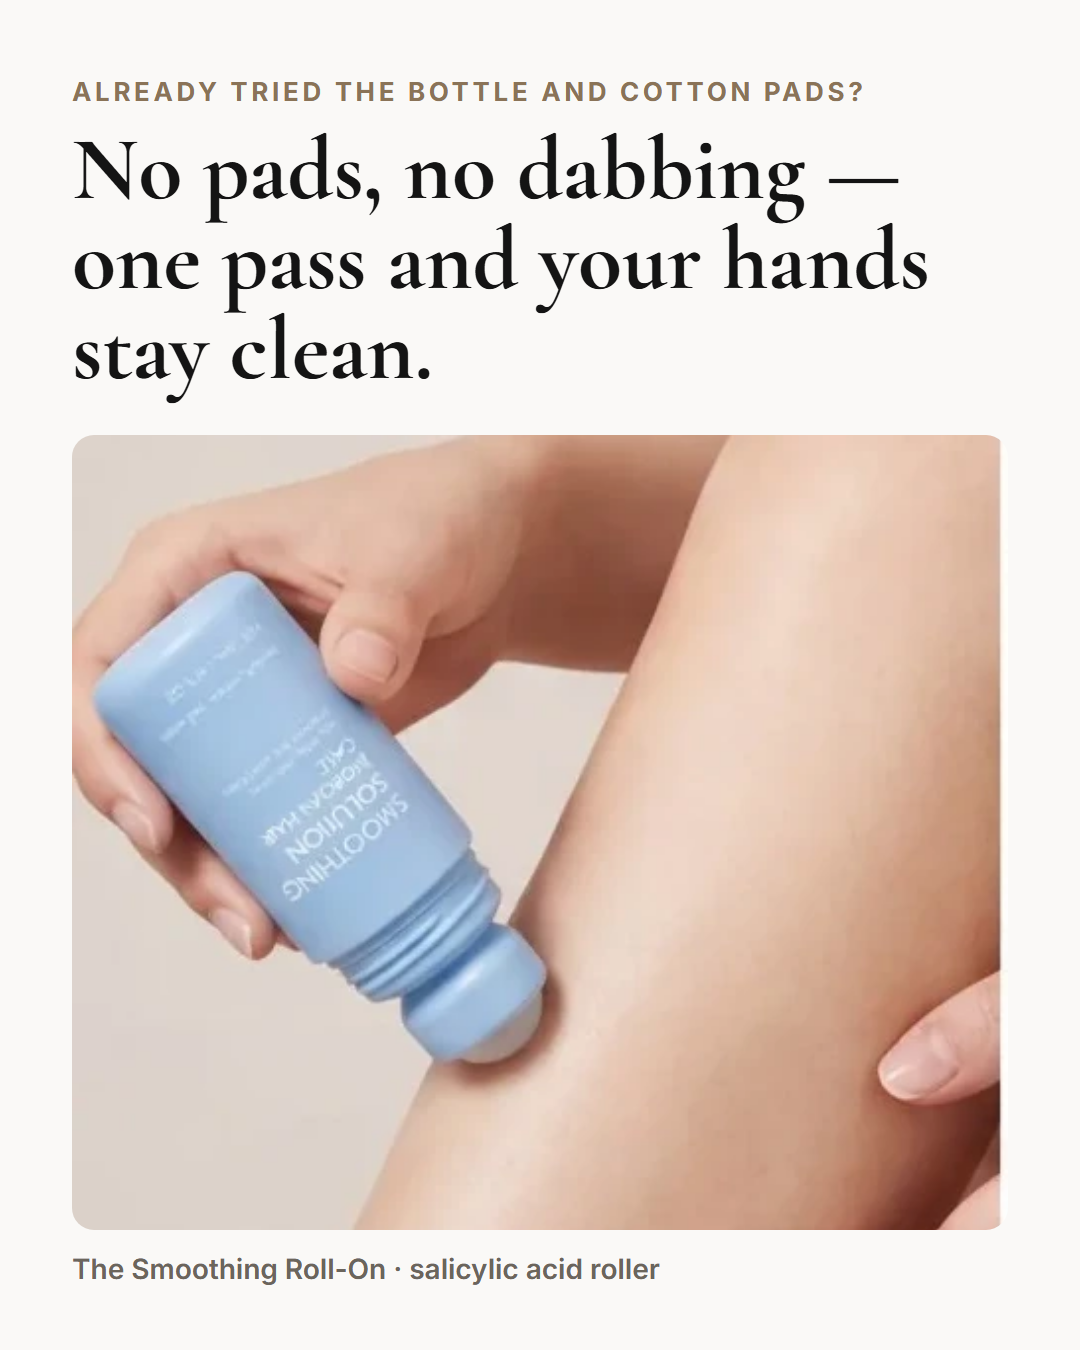 ALREADY TRIED THE BOTTLE AND COTTON PADS?
No pads, no dabbing —
one pass and your hands
stay clean.
SMOOTHING
SOLUTION
HAIR
The Smoothing Roll-On · salicylic acid roller